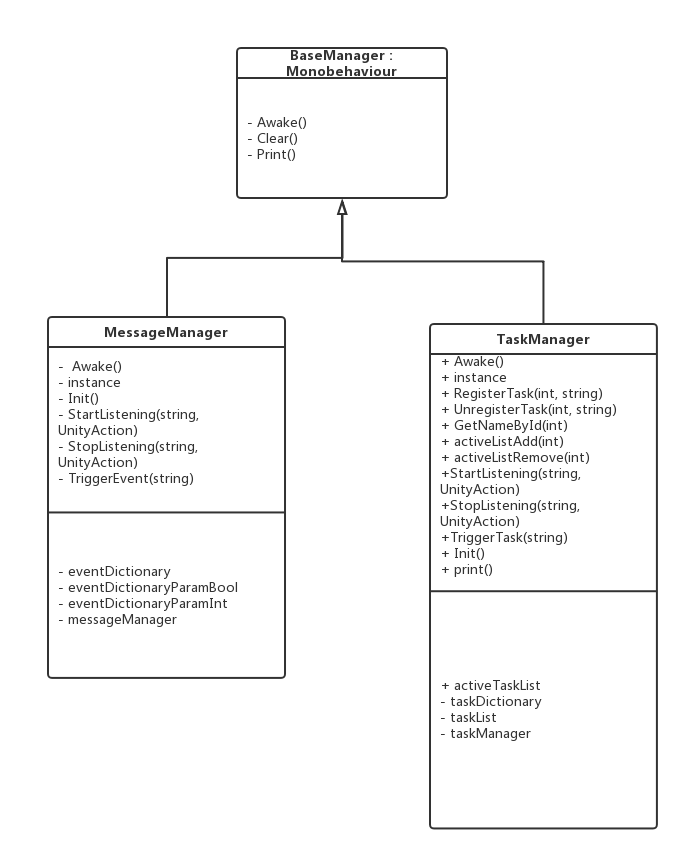 BaseManager :
Monobehaviour
- Awake()
- Clear()
- Print()
MessageManager
-  Awake()
- instance
- Init()
- StartListening(string,
UnityAction)
- StopListening(string,
UnityAction)
- TriggerEvent(string)
- eventDictionary
- eventDictionaryParamBool
- eventDictionaryParamInt
- messageManager
TaskManager
+ Awake()
+ instance
+ RegisterTask(int, string)
+ UnregisterTask(int, string)
+ GetNameById(int)
+ activeListAdd(int)
+ activeListRemove(int)
+StartListening(string,
UnityAction)
+StopListening(string,
UnityAction)
+TriggerTask(string)
+ Init()
+ print()
+ activeTaskList
- taskDictionary
- taskList
- taskManager